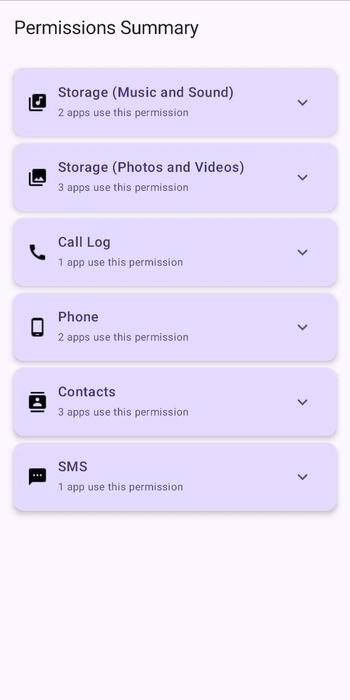 Permissions Summary
Storage (Music and Sound)
2 apps use this permission
Storage (Photos and Videos)
3 apps use this permission
Call Log
1 app use this permission
Phone
2 apps use this permission
Contacts
3 apps use this permission
SMS
1 app use this permission